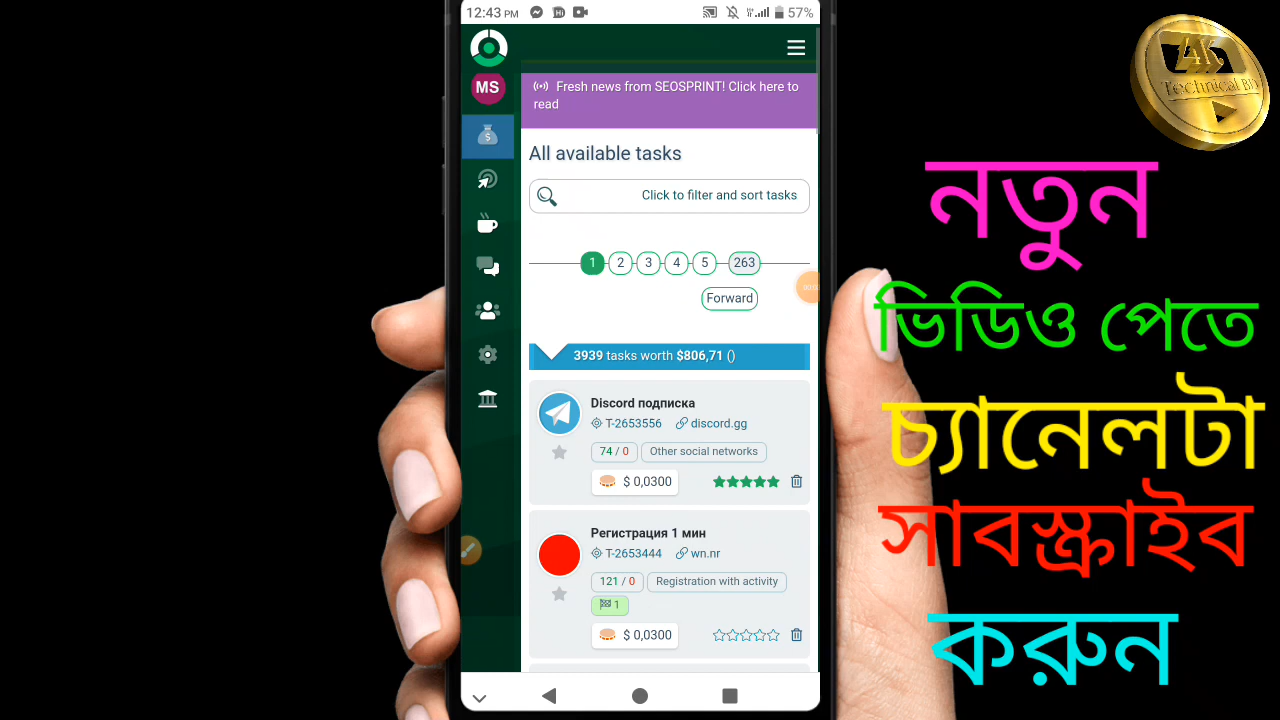 12:43 PM
57%
MS
Fresh news from SEOSPRINT! Click here to
read
All available tasks
Click to filter and sort tasks
1 2 3 4 5 263
Forward
3939 tasks worth $806,71 ()
Discord подписка
T-2653556 discord.gg
74 / 0 Other social networks
$ 0,0300
Регистрация 1 мин
T-2653444 wn.nr
121 / 0 Registration with activity
1
$ 0,0300
Technical BD
নতুন
ভিডিও পেতে
চ্যানেলটা
সাবস্ক্রাইব
করুন